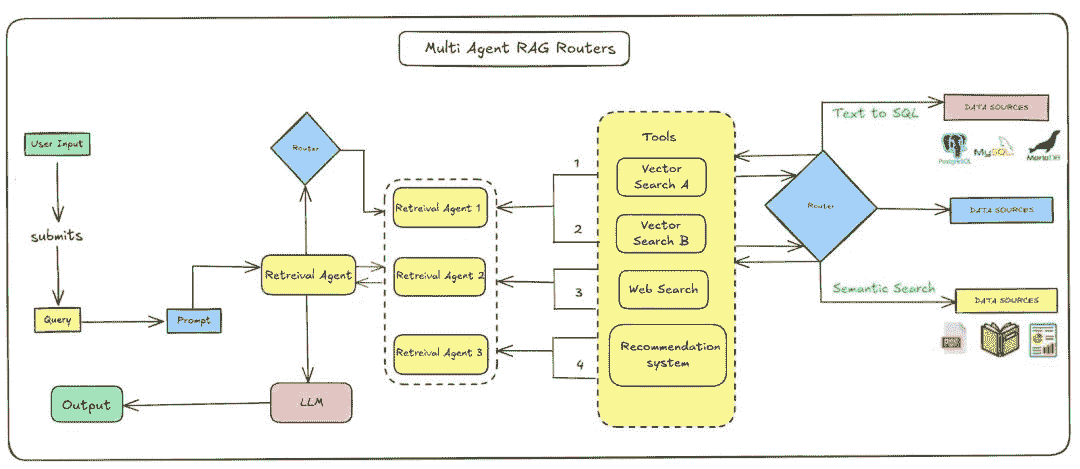 Multi Agent RAG Routers
User Input
submits
Query
Prompt
Router
Retreival Agent
LLM
Output
Retreival Agent 1
Retreival Agent 2
Retreival Agent 3
1
2
3
4
Tools
Vector
Search A
Vector
Search B
Web Search
Recommendation
system
Router
Text to SQL
DATA SOURCES
PostgreSQL
MySQL
MariaDB
DATA SOURCES
Semantic Search
DATA SOURCES